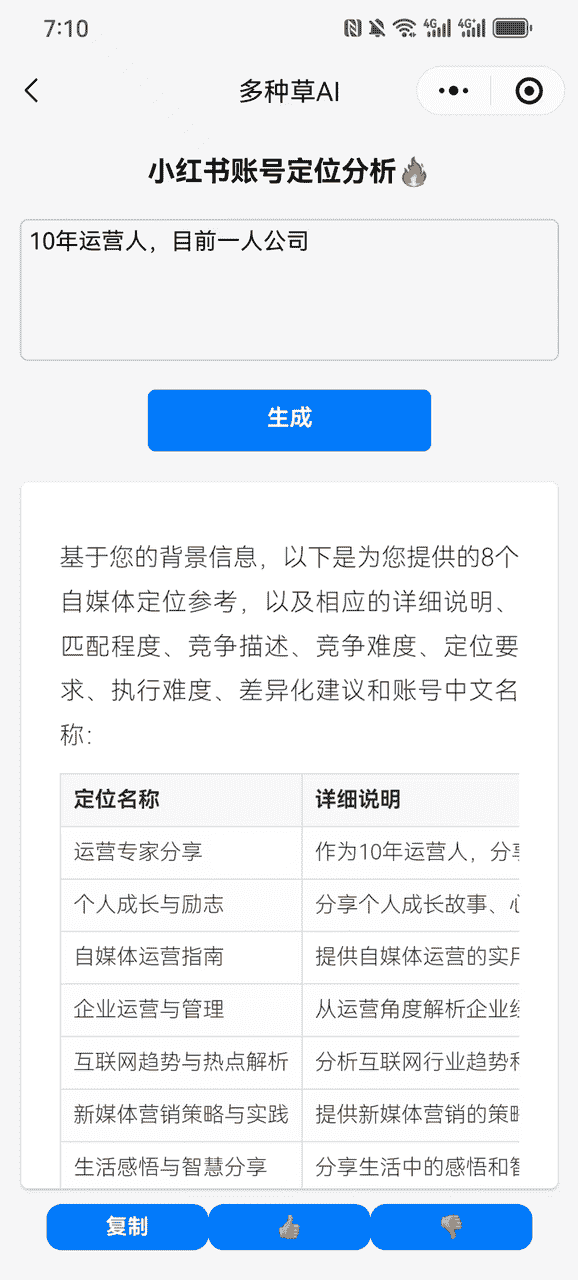 7:10
4G 4G
多种草AI
小红书账号定位分析🔥
10年运营人，目前一人公司
生成
基于您的背景信息，以下是为您提供的8个
自媒体定位参考，以及相应的详细说明、
匹配程度、竞争描述、竞争难度、定位要
求、执行难度、差异化建议和账号中文名
称：
定位名称 详细说明
运营专家分享 作为10年运营人，分
个人成长与励志 分享个人成长故事、
自媒体运营指南 提供自媒体运营的实
企业运营与管理 从运营角度解析企业
互联网趋势与热点解析 分析互联网行业趋势
新媒体营销策略与实践 提供新媒体营销的策
生活感悟与智慧分享 分享生活中的感悟和
复制 👍 👎